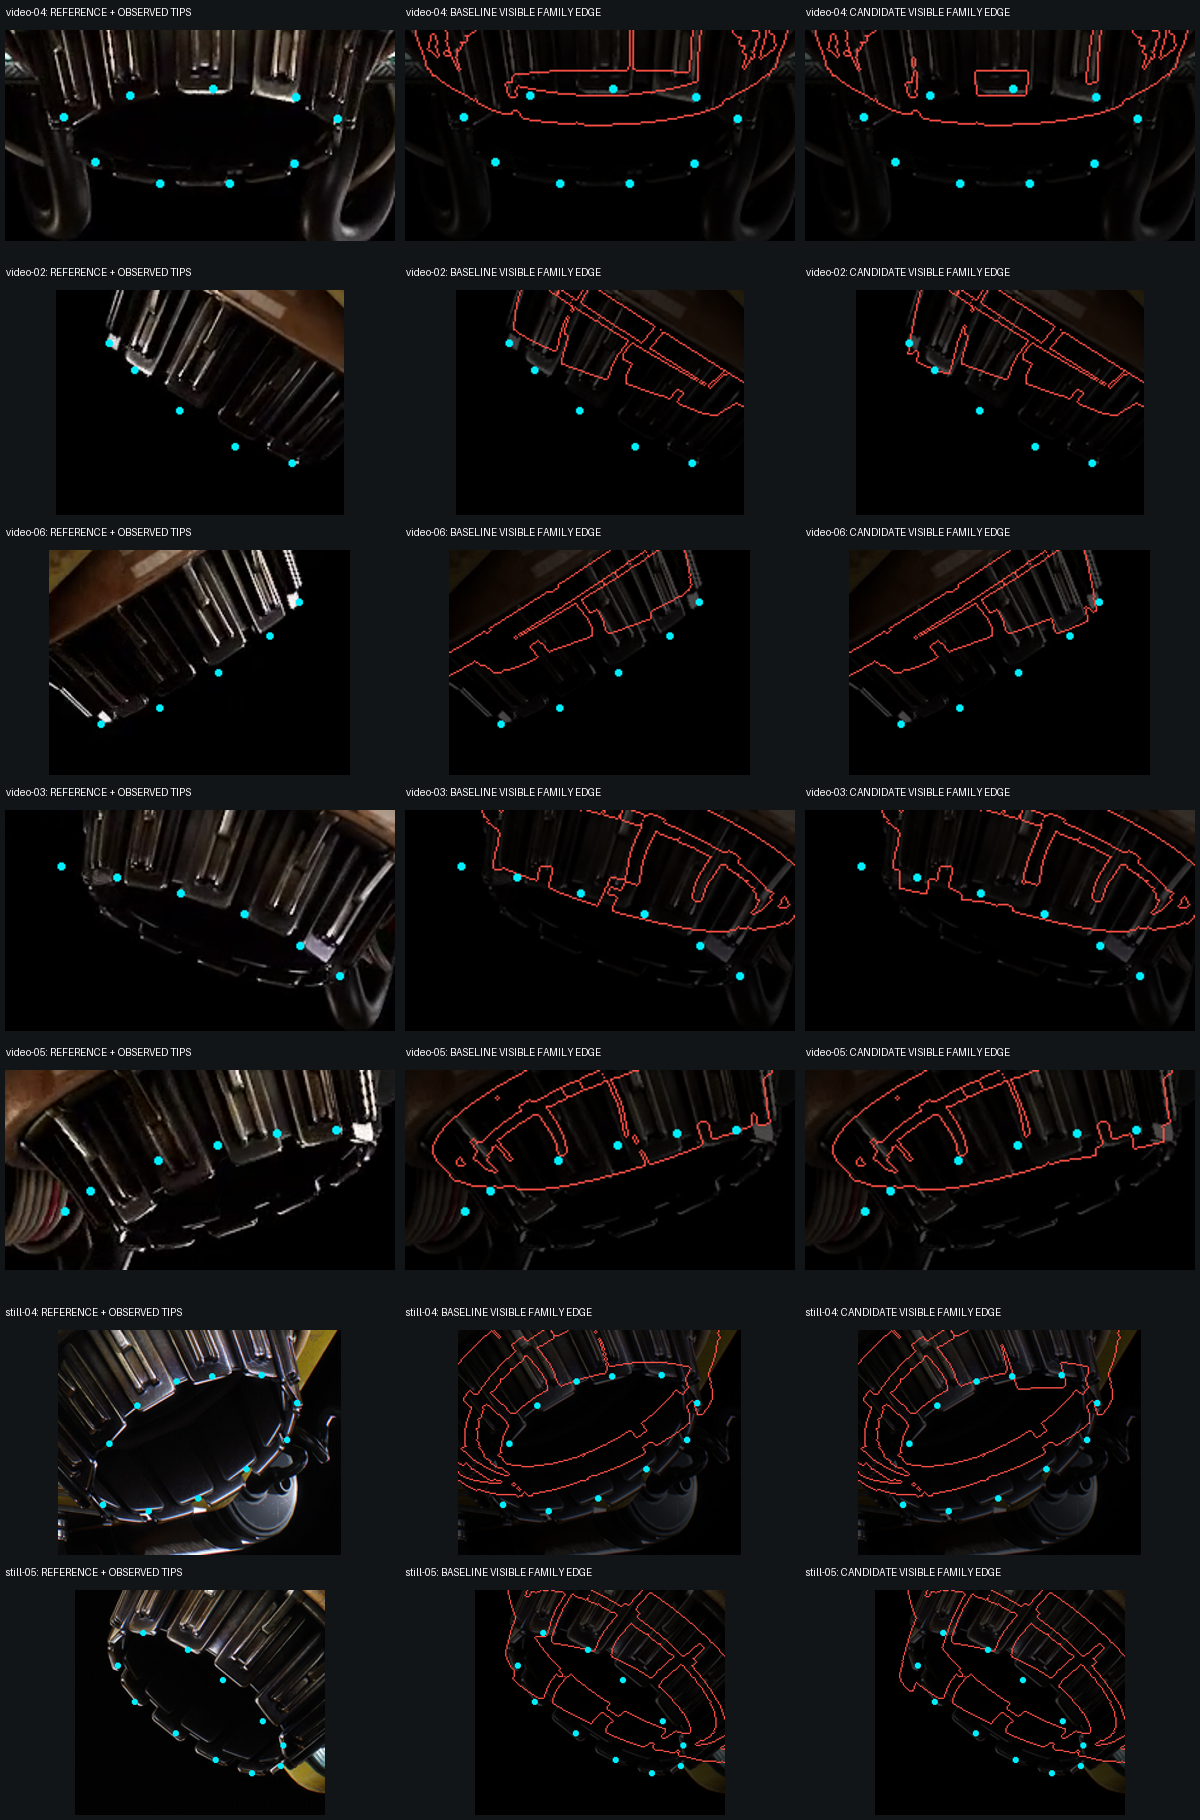 video-04: REFERENCE + OBSERVED TIPS
video-04: BASELINE VISIBLE FAMILY EDGE
video-04: CANDIDATE VISIBLE FAMILY EDGE
video-02: REFERENCE + OBSERVED TIPS
video-02: BASELINE VISIBLE FAMILY EDGE
video-02: CANDIDATE VISIBLE FAMILY EDGE
video-06: REFERENCE + OBSERVED TIPS
video-06: BASELINE VISIBLE FAMILY EDGE
video-06: CANDIDATE VISIBLE FAMILY EDGE
video-03: REFERENCE + OBSERVED TIPS
video-03: BASELINE VISIBLE FAMILY EDGE
video-03: CANDIDATE VISIBLE FAMILY EDGE
video-05: REFERENCE + OBSERVED TIPS
video-05: BASELINE VISIBLE FAMILY EDGE
video-05: CANDIDATE VISIBLE FAMILY EDGE
still-04: REFERENCE + OBSERVED TIPS
still-04: BASELINE VISIBLE FAMILY EDGE
still-04: CANDIDATE VISIBLE FAMILY EDGE
still-05: REFERENCE + OBSERVED TIPS
still-05: BASELINE VISIBLE FAMILY EDGE
still-05: CANDIDATE VISIBLE FAMILY EDGE